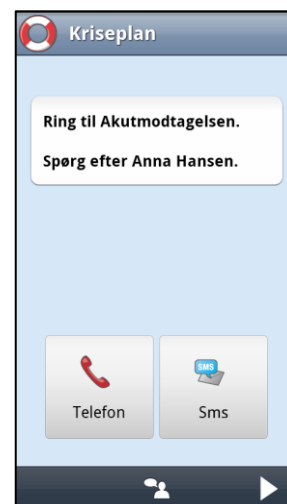 Kriseplan
Ring til Akutmodtagelsen.
Spørg efter Anna Hansen.
SMS
Telefon
Sms